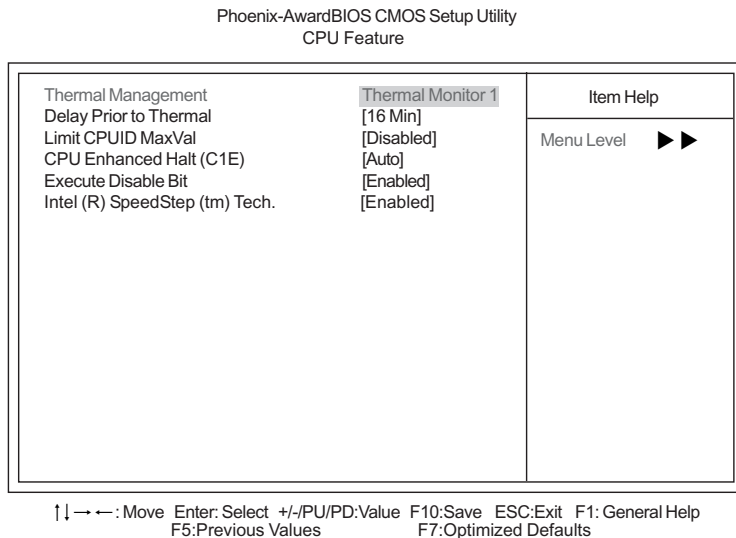 Phoenix-AwardBIOS CMOS Setup Utility
CPU Feature
Thermal Management Thermal Monitor 1
Delay Prior to Thermal [16 Min]
Limit CPUID MaxVal [Disabled]
CPU Enhanced Halt (C1E) [Auto]
Execute Disable Bit [Enabled]
Intel (R) SpeedStep (tm) Tech. [Enabled]
Item Help
Menu Level ▶▶
↑↓→←: Move Enter: Select +/-/PU/PD:Value F10:Save ESC:Exit F1: General Help
F5:Previous Values F7:Optimized Defaults